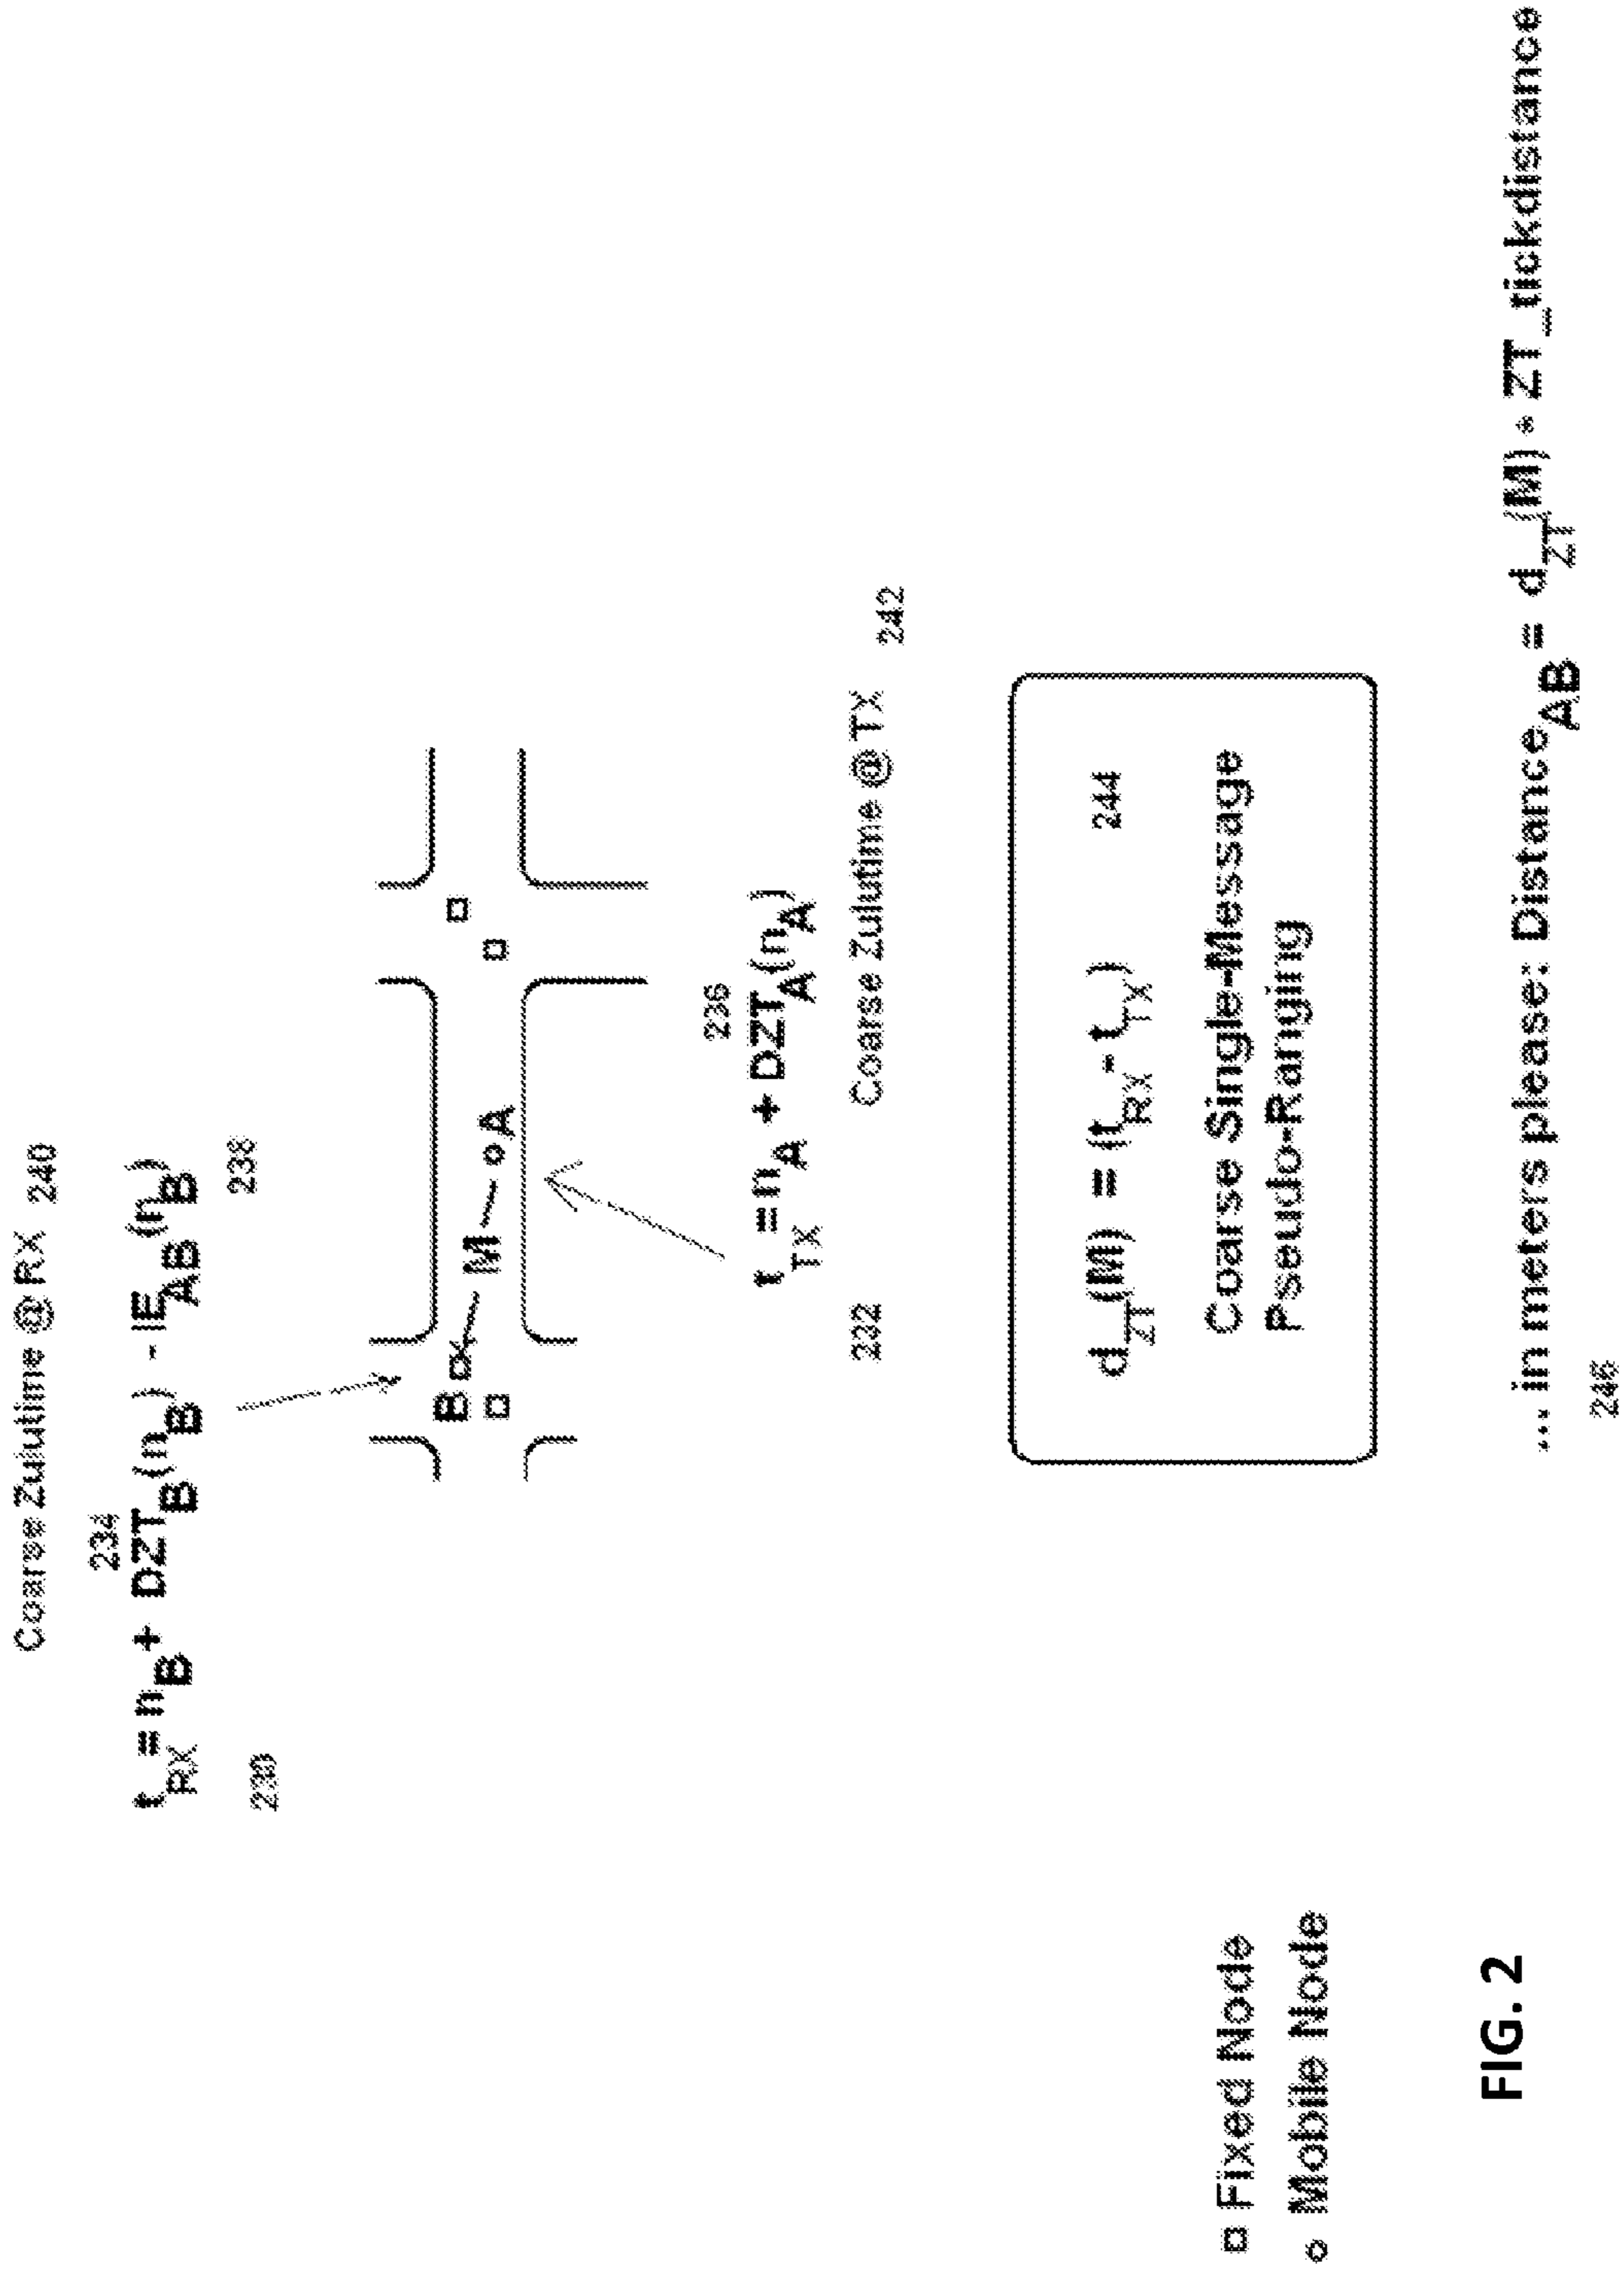 Coarse Zulutime @ RX 240
234
t_RX = n_B + DZT_B(n_B) - IE_AB(n_B)
230
238
B
M
A
236
t_TX = n_A + DZT_A(n_A)
232
Coarse Zulutime @ TX 242
d_ZT(M) = (t_RX - t_TX) 244
Coarse Single-Message
Pseudo-Ranging
□ Fixed Node
○ Mobile Node
... in meters please: Distance_AB = d_ZT(M) * ZT_tickdistance
246
FIG. 2